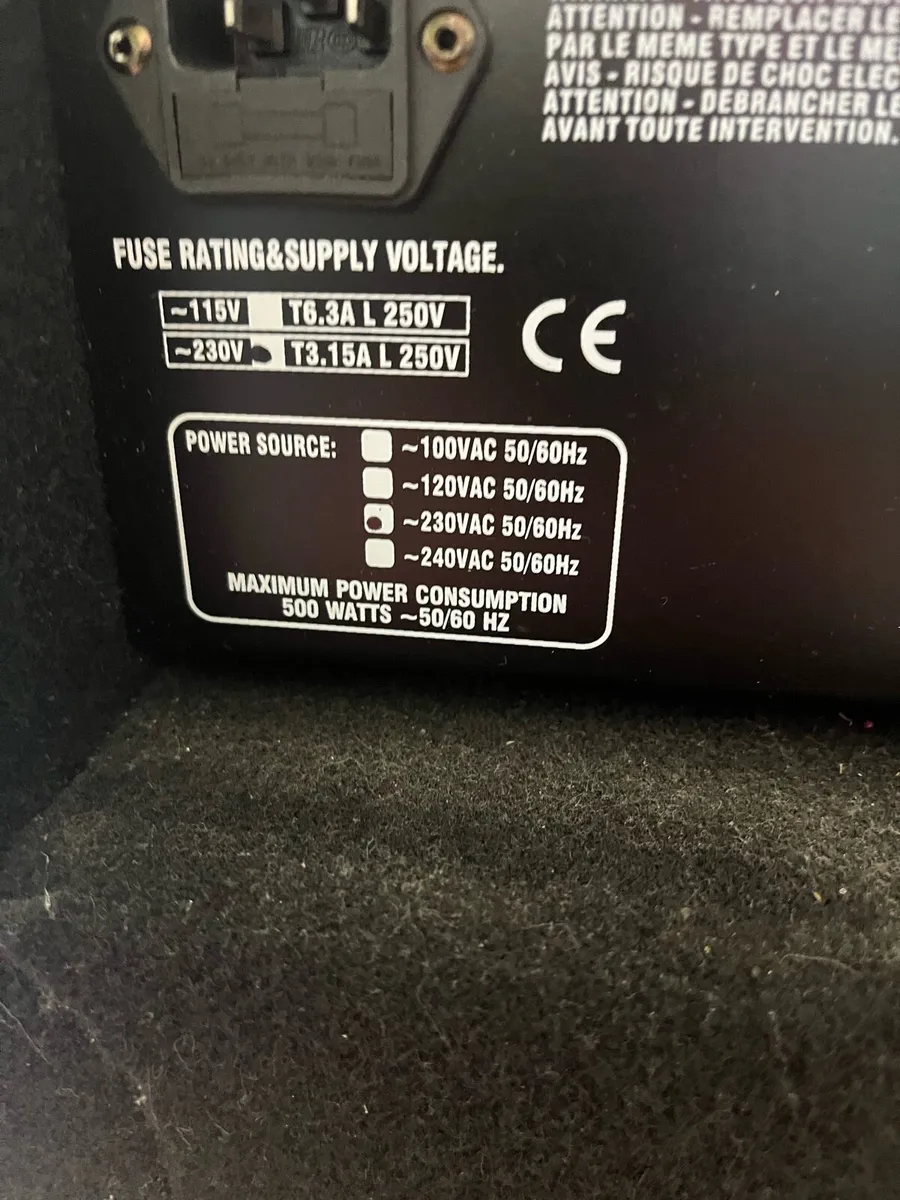 ATTENTION - REMPLACER LE
PAR LE MEME TYPE ET LE ME
AVIS - RISQUE DE CHOC ELEC
ATTENTION - DEBRANCHER LE
AVANT TOUTE INTERVENTION.
FUSE RATING&SUPPLY VOLTAGE.
~115V T6.3A L 250V
~230V T3.15A L 250V
CE
POWER SOURCE: ~100VAC 50/60Hz
~120VAC 50/60Hz
~230VAC 50/60Hz
~240VAC 50/60Hz
MAXIMUM POWER CONSUMPTION
500 WATTS ~50/60 HZ